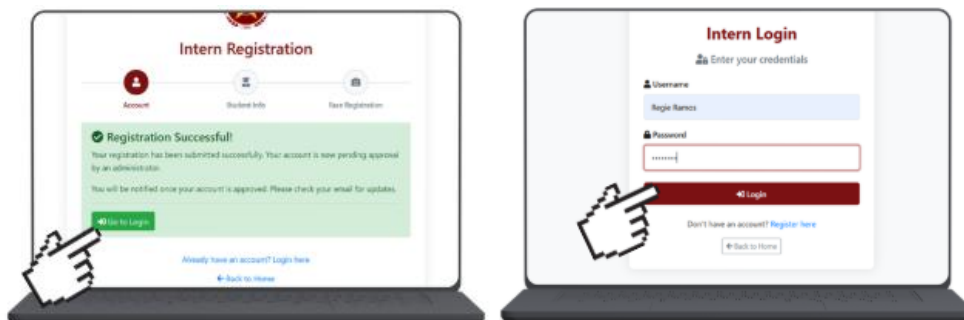 Intern Registration
Account
Student Info
Face Registration
Registration Successful!
Your registration has been submitted successfully. Your account is now pending approval
by an administrator.
You will be notified once your account is approved. Please check your email for updates.
Go to Login
Already have an account? Login here
Back to Home
Intern Login
Enter your credentials
Username
Regie Ramos
Password
Login
Don't have an account? Register here
Back to Home